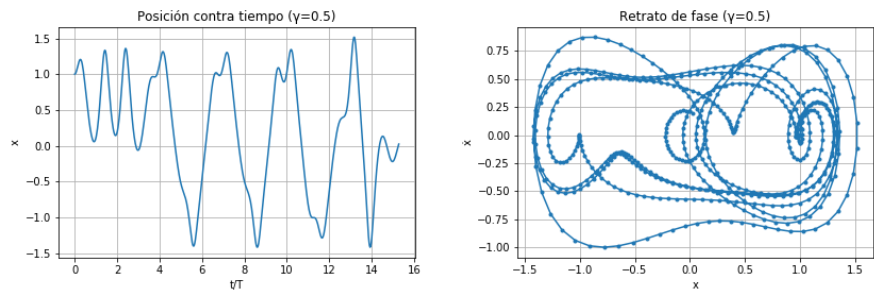 Posición contra tiempo (γ=0.5)
1.5
1.0
0.5
0.0
−0.5
−1.0
−1.5
x
0 2 4 6 8 10 12 14 16
t/T
Retrato de fase (γ=0.5)
0.75
0.50
0.25
0.00
−0.25
−0.50
−0.75
−1.00
ẋ
−1.5 −1.0 −0.5 0.0 0.5 1.0 1.5
x